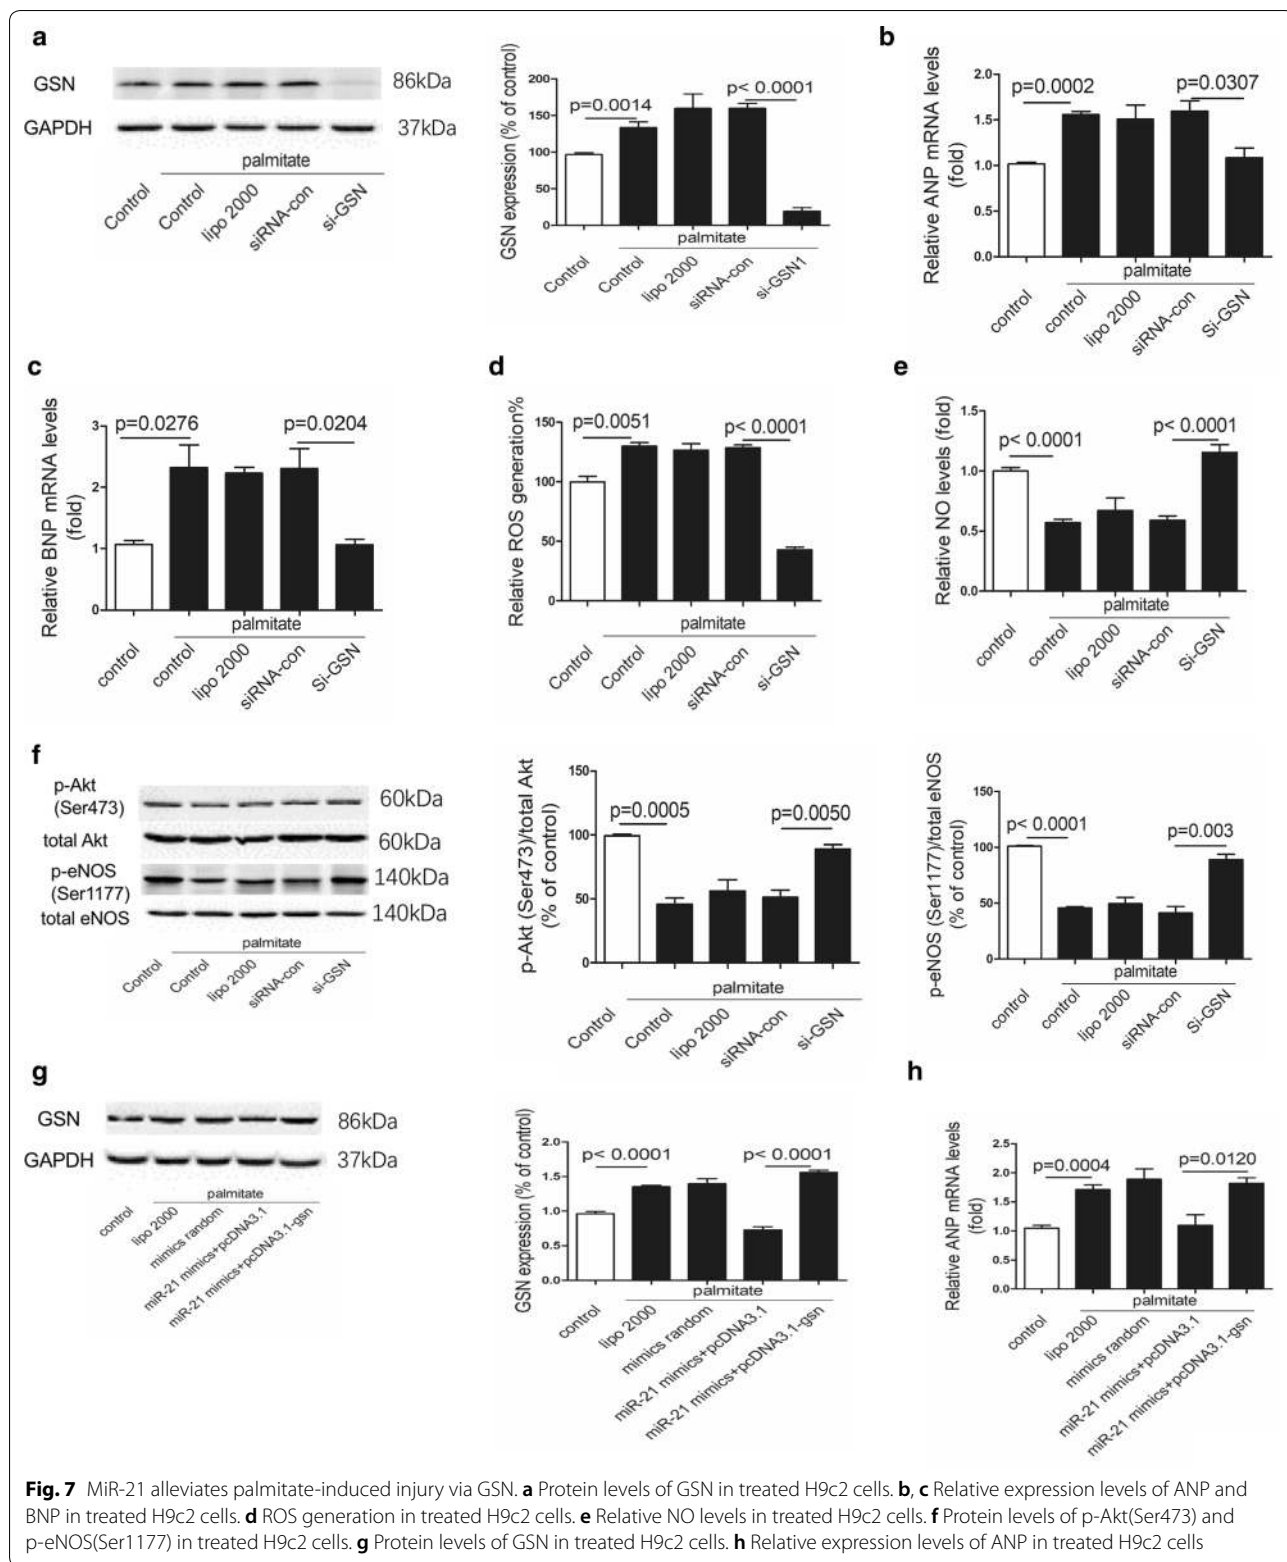 a
GSN
86kDa
GAPDH
37kDa
palmitate
Control
Control
lipo 2000
siRNA-con
si-GSN
GSN expression (% of control)
200
150
100
50
0
p=0.0014
p< 0.0001
palmitate
Control
Control
lipo 2000
siRNA-con
si-GSN1
b
Relative ANP mRNA levels
(fold)
2.0
1.5
1.0
0.5
0.0
p=0.0002
p=0.0307
palmitate
control
control
lipo 2000
siRNA-con
Si-GSN
c
Relative BNP mRNA levels
(fold)
3
2
1
0
p=0.0276
p=0.0204
palmitate
control
control
lipo 2000
siRNA-con
Si-GSN
d
Relative ROS generation%
150
100
50
0
p=0.0051
p< 0.0001
palmitate
Control
Control
lipo 2000
siRNA-con
si-GSN
e
Relative NO levels (fold)
1.5
1.0
0.5
0.0
p< 0.0001
p< 0.0001
palmitate
control
control
lipo 2000
siRNA-con
Si-GSN
f
p-Akt
(Ser473)
60kDa
total Akt
60kDa
p-eNOS
(Ser1177)
140kDa
total eNOS
140kDa
palmitate
Control
Control
lipo 2000
siRNA-con
si-GSN
p-Akt (Ser473)/total Akt
(% of control)
150
100
50
0
p=0.0005
p=0.0050
palmitate
Control
Control
lipo 2000
siRNA-con
si-GSN
p-eNOS (Ser1177)/total eNOS
(% of control)
150
100
50
0
p< 0.0001
p=0.003
palmitate
control
control
lipo 2000
siRNA-con
Si-GSN
g
GSN
86kDa
GAPDH
37kDa
palmitate
control
lipo 2000
mimics random
miR-21 mimics+pcDNA3.1
miR-21 mimics+pcDNA3.1-gsn
GSN expression (% of control)
2.0
1.5
1.0
0.5
0.0
p< 0.0001
p< 0.0001
palmitate
control
lipo 2000
mimics random
miR-21 mimics+pcDNA3.1
miR-21 mimics+pcDNA3.1-gsn
h
Relative ANP mRNA levels
(fold)
2.5
2.0
1.5
1.0
0.5
0.0
p=0.0004
p=0.0120
palmitate
control
lipo 2000
mimics random
miR-21 mimics+pcDNA3.1
miR-21 mimics+pcDNA3.1-gsn
Fig. 7 MiR-21 alleviates palmitate-induced injury via GSN. a Protein levels of GSN in treated H9c2 cells. b, c Relative expression levels of ANP and
BNP in treated H9c2 cells. d ROS generation in treated H9c2 cells. e Relative NO levels in treated H9c2 cells. f Protein levels of p-Akt(Ser473) and
p-eNOS(Ser1177) in treated H9c2 cells. g Protein levels of GSN in treated H9c2 cells. h Relative expression levels of ANP in treated H9c2 cells